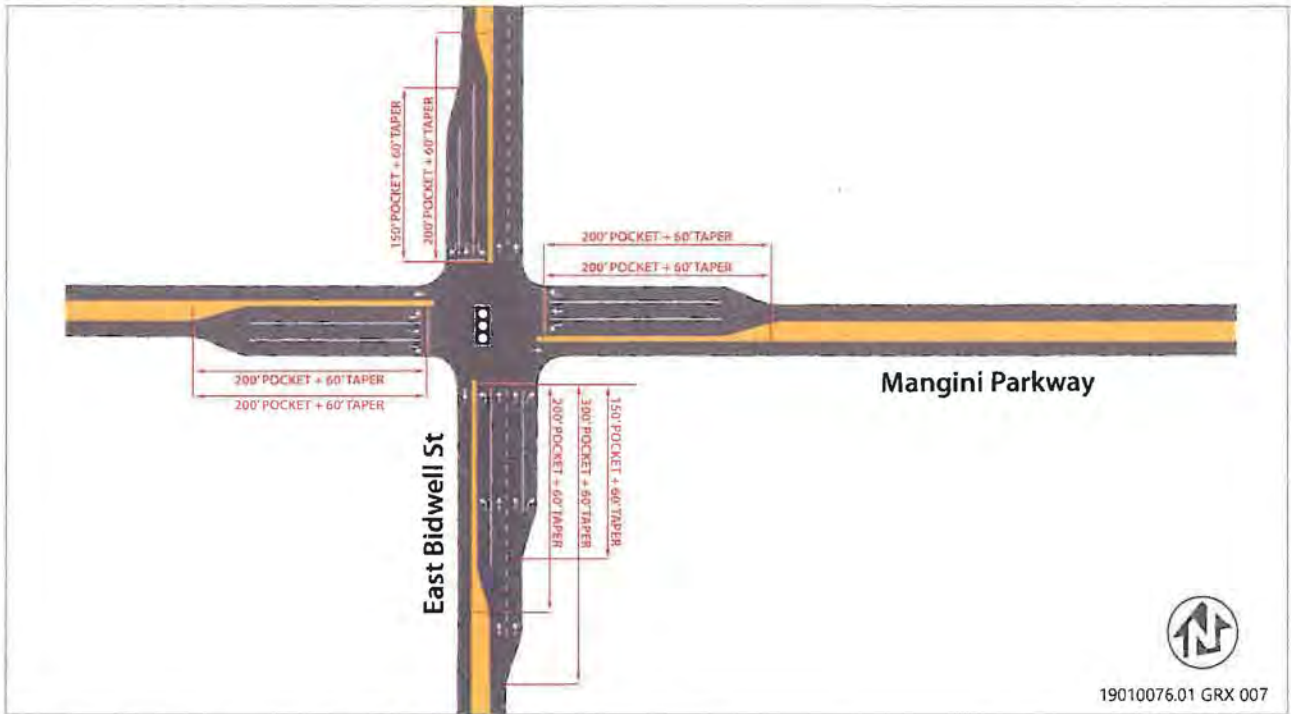 150' POCKET + 60' TAPER
200' POCKET + 60' TAPER
200' POCKET + 60' TAPER
200' POCKET + 60' TAPER
200' POCKET + 60' TAPER
200' POCKET + 60' TAPER
Mangini Parkway
East Bidwell St
200' POCKET + 60' TAPER
300' POCKET + 60' TAPER
150' POCKET + 60' TAPER
N
19010076.01 GRX 007